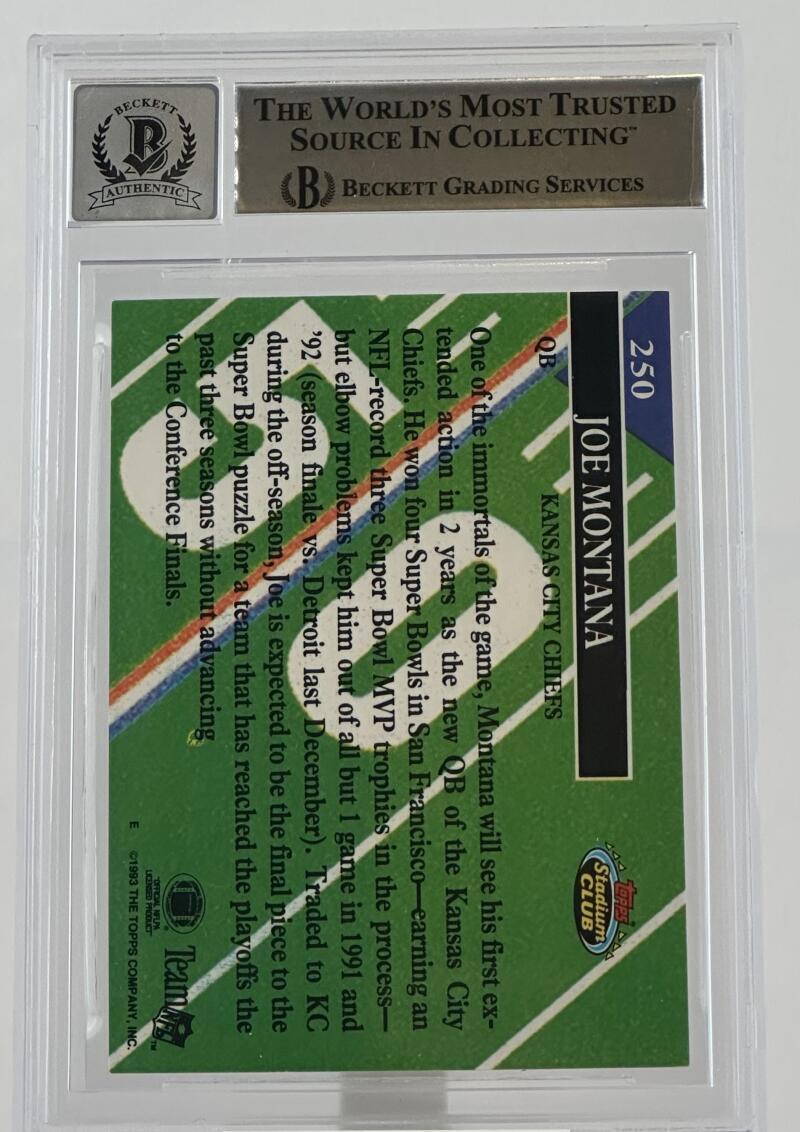 BECKETT
B
AUTHENTIC
THE WORLD'S MOST TRUSTED
SOURCE IN COLLECTING™
B BECKETT GRADING SERVICES
250
JOE MONTANA
QB KANSAS CITY CHIEFS
50
One of the immortals of the game, Montana will see his first ex-
tended action in 2 years as the new QB of the Kansas City
Chiefs. He won four Super Bowls in San Francisco—earning an
NFL-record three Super Bowl MVP trophies in the process—
but elbow problems kept him out of all but 1 game in 1991 and
'92 (season finale vs. Detroit last December). Traded to KC
during the off-season, Joe is expected to be the final piece to the
Super Bowl puzzle for a team that has reached the playoffs the
past three seasons without advancing
to the Conference Finals.
Topps
Stadium
CLUB
OFFICIAL NFLPA
LICENSED PRODUCT
Team NFL™
E ©1993 THE TOPPS COMPANY, INC.